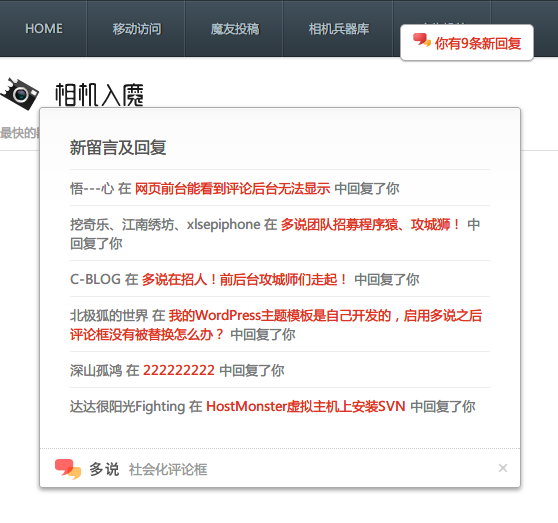 HOME 移动访问 魔友投稿 相机兵器库
你有9条新回复
相机入魔
最快的
新留言及回复
悟---心 在 网页前台能看到评论后台无法显示 中回复了你
挖奇乐、江南绣坊、xlsepiphone 在 多说团队招募程序猿、攻城狮！ 中
回复了你
C-BLOG 在 多说在招人！前后台攻城师们走起！ 中回复了你
北极狐的世界 在 我的WordPress主题模板是自己开发的，启用多说之后
评论框没有被替换怎么办？ 中回复了你
深山孤鸿 在 222222222 中回复了你
达达很阳光Fighting 在 HostMonster虚拟主机上安装SVN 中回复了你
多说 社会化评论框 ×